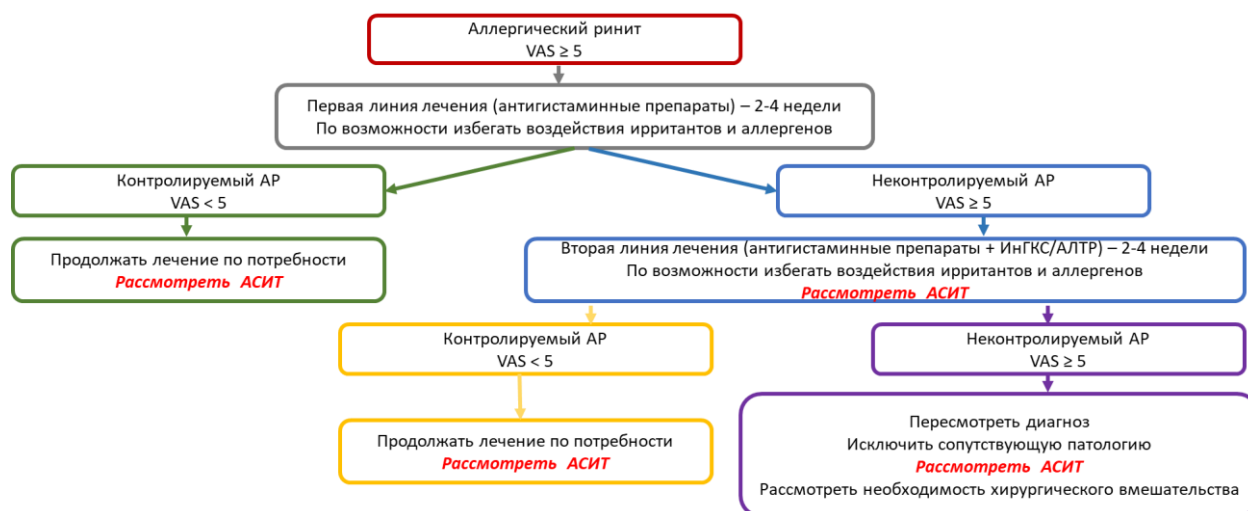 Аллергический ринит
VAS ≥ 5
Первая линия лечения (антигистаминные препараты) – 2-4 недели
По возможности избегать воздействия ирритантов и аллергенов
Контролируемый АР
VAS < 5
Неконтролируемый АР
VAS ≥ 5
Продолжать лечение по потребности
Рассмотреть АСИТ
Вторая линия лечения (антигистаминные препараты + ИнГКС/АЛТР) – 2-4 недели
По возможности избегать воздействия ирритантов и аллергенов
Рассмотреть АСИТ
Контролируемый АР
VAS < 5
Неконтролируемый АР
VAS ≥ 5
Продолжать лечение по потребности
Рассмотреть АСИТ
Пересмотреть диагноз
Исключить сопутствующую патологию
Рассмотреть АСИТ
Рассмотреть необходимость хирургического вмешательства